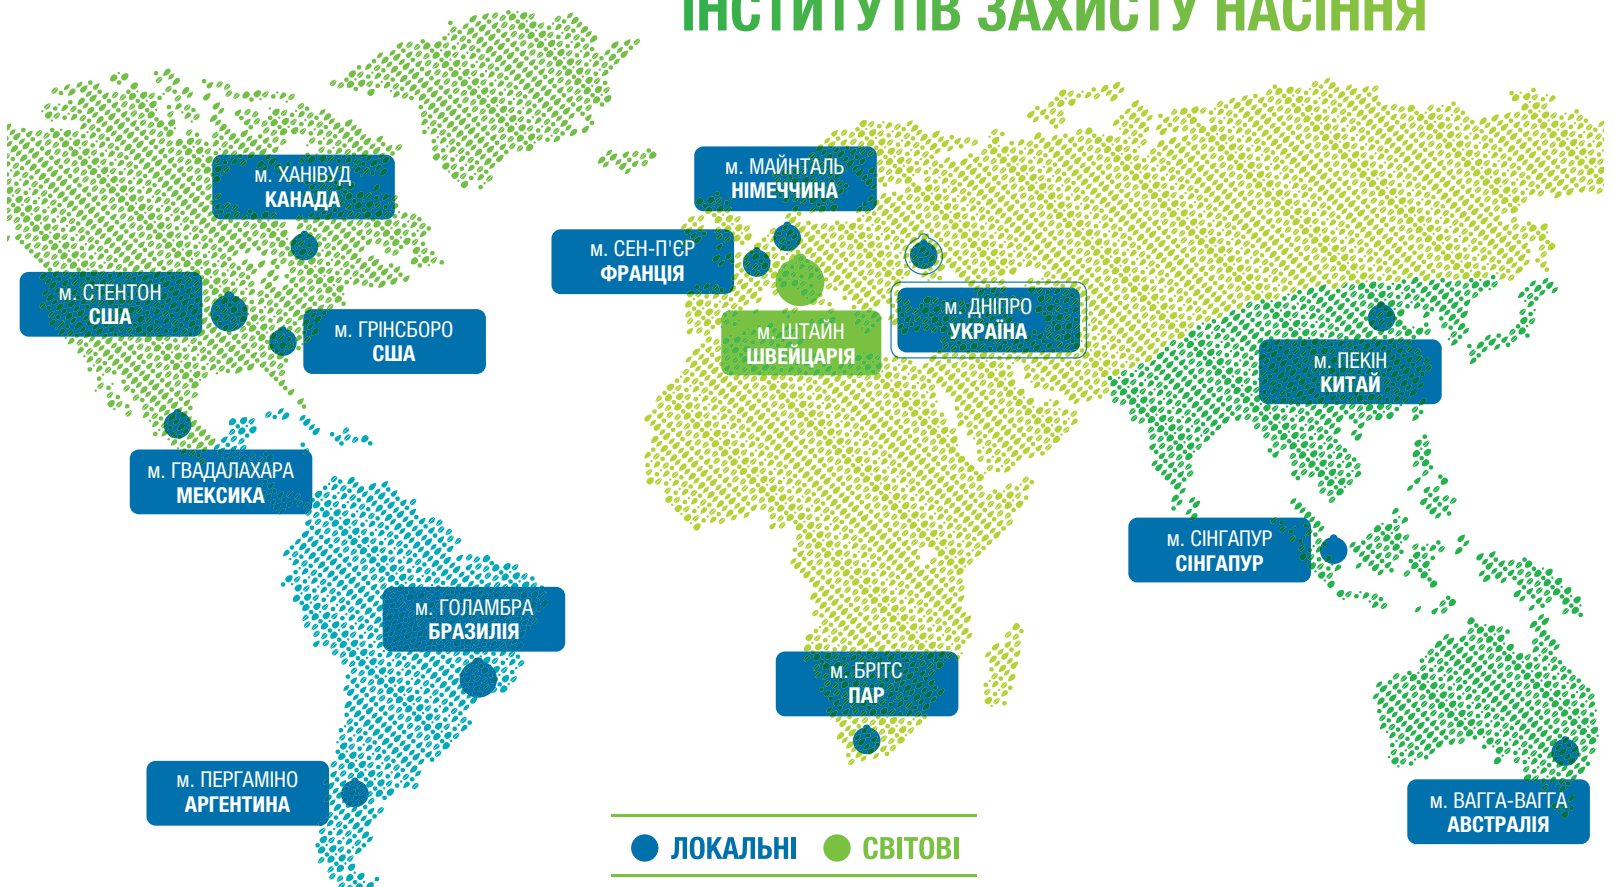 ІНСТИТУТІВ ЗАХИСТУ НАСІННЯ
м. ХАНІВУД
КАНАДА
м. МАЙНТАЛЬ
НІМЕЧЧИНА
м. СЕН-П'ЄР
ФРАНЦІЯ
м. СТЕНТОН
США
м. ГРІНСБОРО
США
м. ШТАЙН
ШВЕЙЦАРІЯ
м. ДНІПРО
УКРАЇНА
м. ПЕКІН
КИТАЙ
м. ГВАДАЛАХАРА
МЕКСИКА
м. СІНГАПУР
СІНГАПУР
м. ГОЛАМБРА
БРАЗИЛІЯ
м. БРІТС
ПАР
м. ПЕРГАМІНО
АРГЕНТИНА
м. ВАГГА-ВАГГА
АВСТРАЛІЯ
ЛОКАЛЬНІ СВІТОВІ